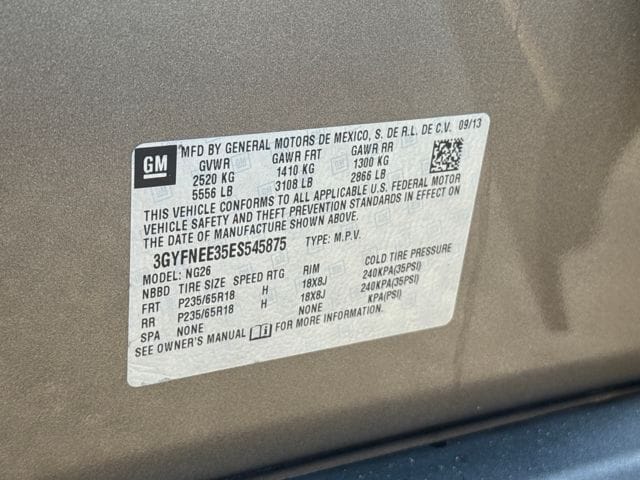 GM
MFD BY GENERAL MOTORS DE MEXICO, S. DE R.L. DE C.V. 09/13
GVWR GAWR FRT GAWR RR
2520 KG 1410 KG 1300 KG
5556 LB 3108 LB 2866 LB
THIS VEHICLE CONFORMS TO ALL APPLICABLE U.S. FEDERAL MOTOR
VEHICLE SAFETY AND THEFT PREVENTION STANDARDS IN EFFECT ON
THE DATE OF MANUFACTURE SHOWN ABOVE.
3GYFNEE35ES545875 TYPE: M.P.V.
MODEL: NG26
NBBD TIRE SIZE SPEED RTG RIM COLD TIRE PRESSURE
FRT P235/65R18 H 18X8J 240KPA(35PSI)
RR P235/65R18 H 18X8J 240KPA(35PSI)
SPA NONE NONE KPA(PSI)
SEE OWNER'S MANUAL FOR MORE INFORMATION.